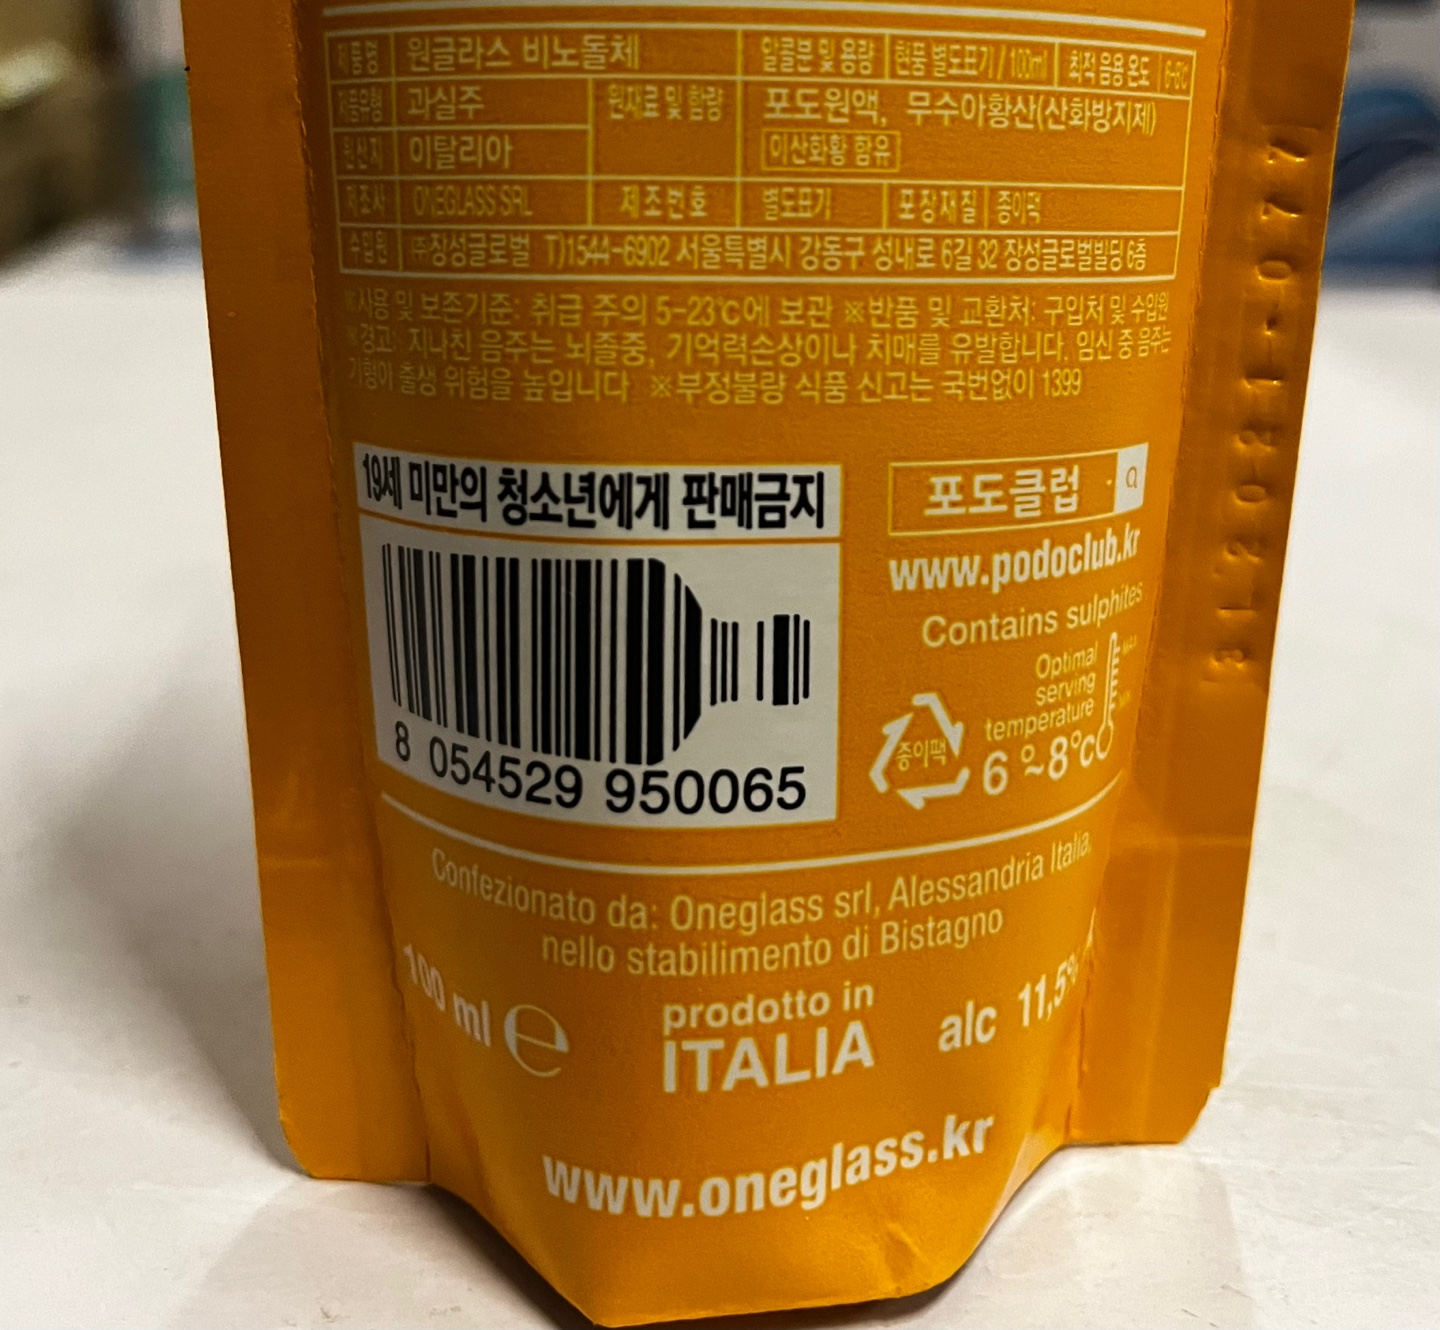 제품명 원글라스 비노돌체 알콜분 및 용량 현품 별도표기 / 100ml 최적 음용 온도 6-8℃
제품유형 과실주 원재료 및 함량 포도원액, 무수아황산(산화방지제)
원산지 이탈리아 이산화황 함유
제조사 ONEGLASS SRL 제조번호 별도표기 포장재질 종이팩
수입원 ㈜장성글로벌 T)1544-6902 서울특별시 강동구 성내로 6길 32 장성글로벌빌딩 6층
※사용 및 보존기준: 취급 주의 5-23℃에 보관 ※반품 및 교환처: 구입처 및 수입원
※경고: 지나친 음주는 뇌졸중, 기억력손상이나 치매를 유발합니다. 임신 중 음주는
기형이 출생 위험을 높입니다 ※부정불량 식품 신고는 국번없이 1399
19세 미만의 청소년에게 판매금지
포도클럽
www.podoclub.kr
Contains sulphites
Optimal
serving
temperature
6 ~8°C
MAX
MIN
종이팩
8 054529 950065
Confezionato da: Oneglass srl, Alessandria Italia,
nello stabilimento di Bistagno
100 ml e
prodotto in
ITALIA
alc 11,5%
www.oneglass.kr
3L2021-077